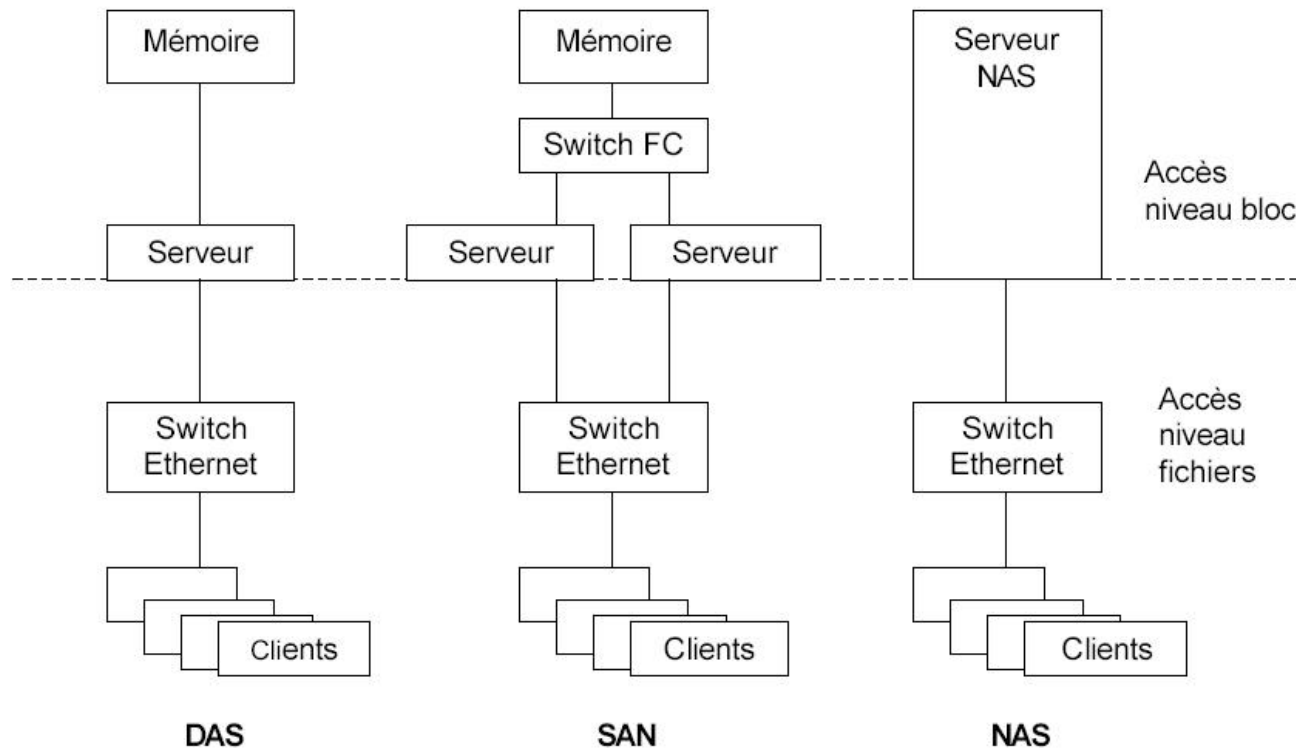 Mémoire
Mémoire
Serveur
NAS
Switch FC
Accès
niveau bloc
Serveur
Serveur
Serveur
Switch
Ethernet
Switch
Ethernet
Switch
Ethernet
Accès
niveau
fichiers
Clients
Clients
Clients
DAS
SAN
NAS